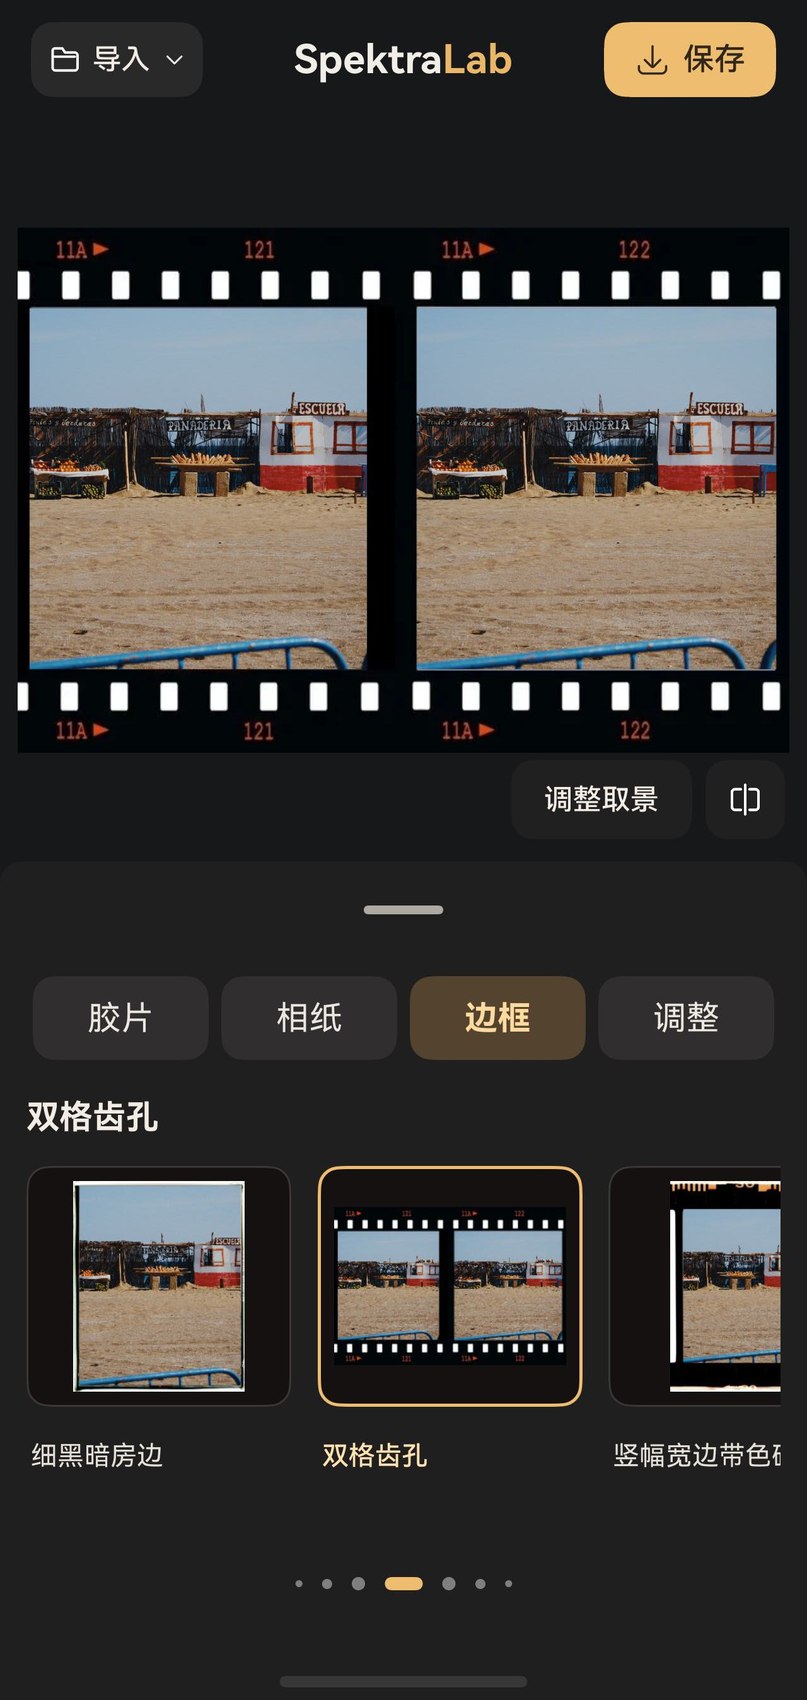 导入
SpektraLab
保存
11A 121 11A 122
ESCUELA ESCUELA
PANADERIA PANADERIA
11A 121 11A 122
调整取景
胶片
相纸
边框
调整
双格齿孔
细黑暗房边
双格齿孔
竖幅宽边带色